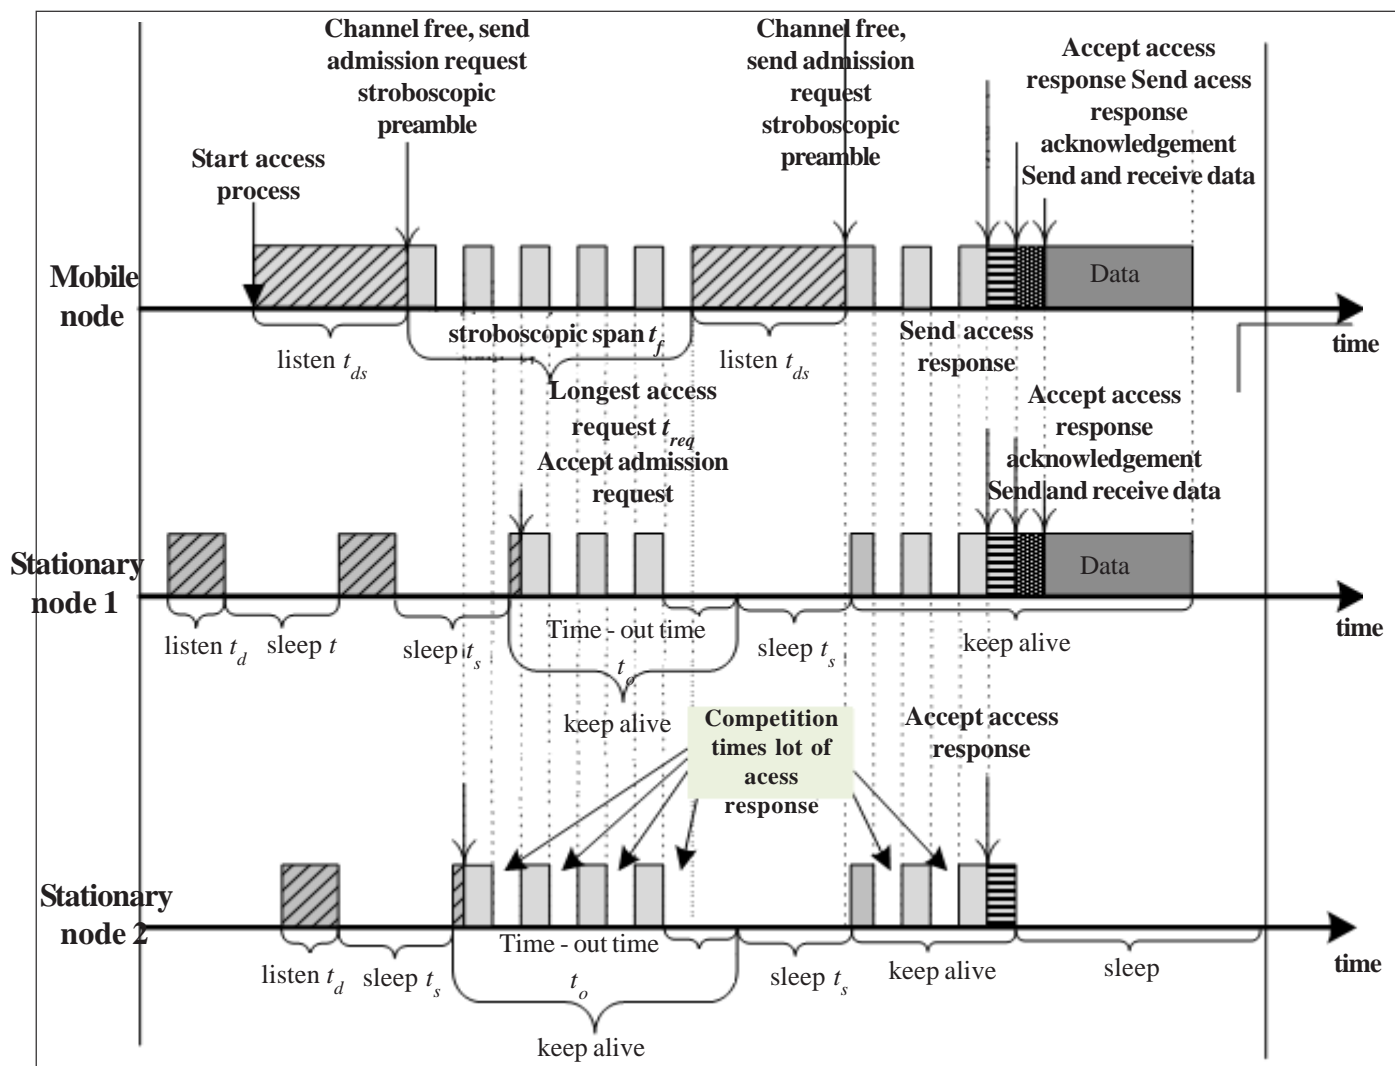 Channel free, send
admission request
stroboscopic
preamble
Channel free,
send admission
request
stroboscopic
preamble
Accept access
response Send acess
response
acknowledgement
Send and receive data
Start access
process
Mobile
node
Data
time
listen t_ds
stroboscopic span t_f
listen t_ds
Send access
response
Longest access
request t_req
Accept admission
request
Accept access
response
acknowledgement
Send and receive data
Stationary
node 1
Data
time
listen t_d
sleep t
sleep t_s
Time - out time
t_o
keep alive
sleep t_s
keep alive
Competition
times lot of
acess
response
Accept access
response
Stationary
node 2
time
listen t_d
sleep t_s
Time - out time
t_o
keep alive
sleep t_s
keep alive
sleep